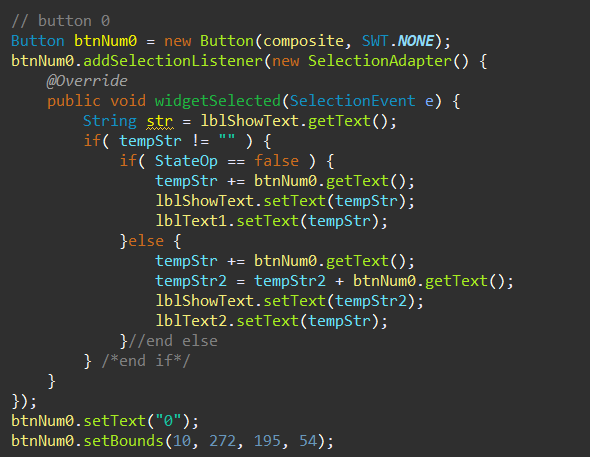 // button 0
Button btnNum0 = new Button(composite, SWT.NONE);
btnNum0.addSelectionListener(new SelectionAdapter() {
    @Override
    public void widgetSelected(SelectionEvent e) {
        String str = lblShowText.getText();
        if( tempStr != "" ) {
            if( StateOp == false ) {
                tempStr += btnNum0.getText();
                lblShowText.setText(tempStr);
                lblText1.setText(tempStr);
            }else {
                tempStr += btnNum0.getText();
                tempStr2 = tempStr2 + btnNum0.getText();
                lblShowText.setText(tempStr2);
                lblText2.setText(tempStr);
            }//end else
        } /*end if*/
    }
});
btnNum0.setText("0");
btnNum0.setBounds(10, 272, 195, 54);